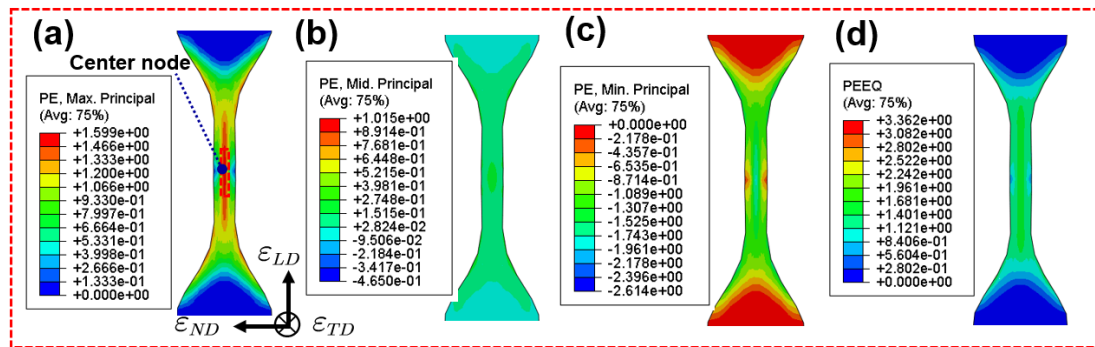 (a)
Center node
PE, Max. Principal
(Avg: 75%)
+1.599e+00
+1.466e+00
+1.333e+00
+1.200e+00
+1.066e+00
+9.330e-01
+7.997e-01
+6.664e-01
+5.331e-01
+3.998e-01
+2.666e-01
+1.333e-01
+0.000e+00
εLD
εND
εTD
(b)
PE, Mid. Principal
(Avg: 75%)
+1.015e+00
+8.914e-01
+7.681e-01
+6.448e-01
+5.215e-01
+3.981e-01
+2.748e-01
+1.515e-01
+2.824e-02
-9.506e-02
-2.184e-01
-3.417e-01
-4.650e-01
(c)
PE, Min. Principal
(Avg: 75%)
+0.000e+00
-2.178e-01
-4.357e-01
-6.535e-01
-8.714e-01
-1.089e+00
-1.307e+00
-1.525e+00
-1.743e+00
-1.961e+00
-2.178e+00
-2.396e+00
-2.614e+00
(d)
PEEQ
(Avg: 75%)
+3.362e+00
+3.082e+00
+2.802e+00
+2.522e+00
+2.242e+00
+1.961e+00
+1.681e+00
+1.401e+00
+1.121e+00
+8.406e-01
+5.604e-01
+2.802e-01
+0.000e+00